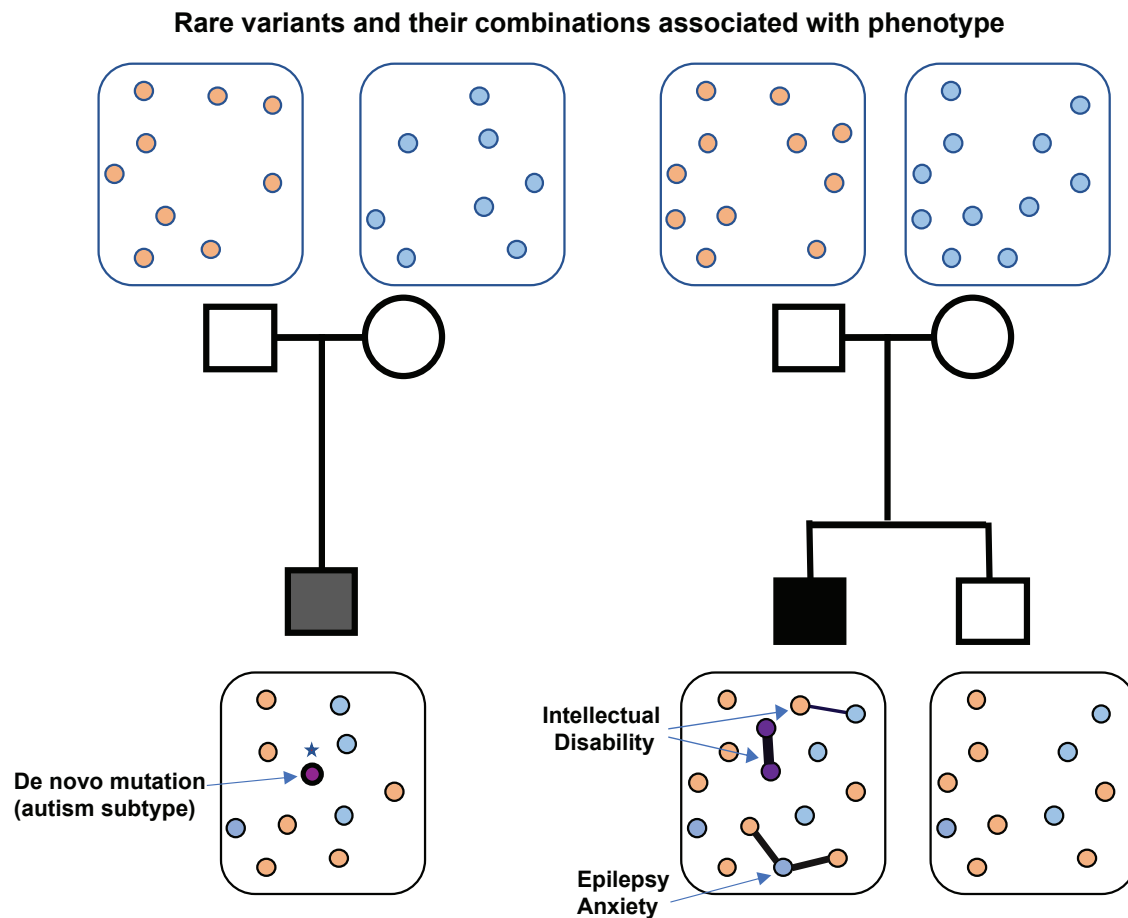 Rare variants and their combinations associated with phenotype
De novo mutation
(autism subtype)
Intellectual
Disability
Epilepsy
Anxiety